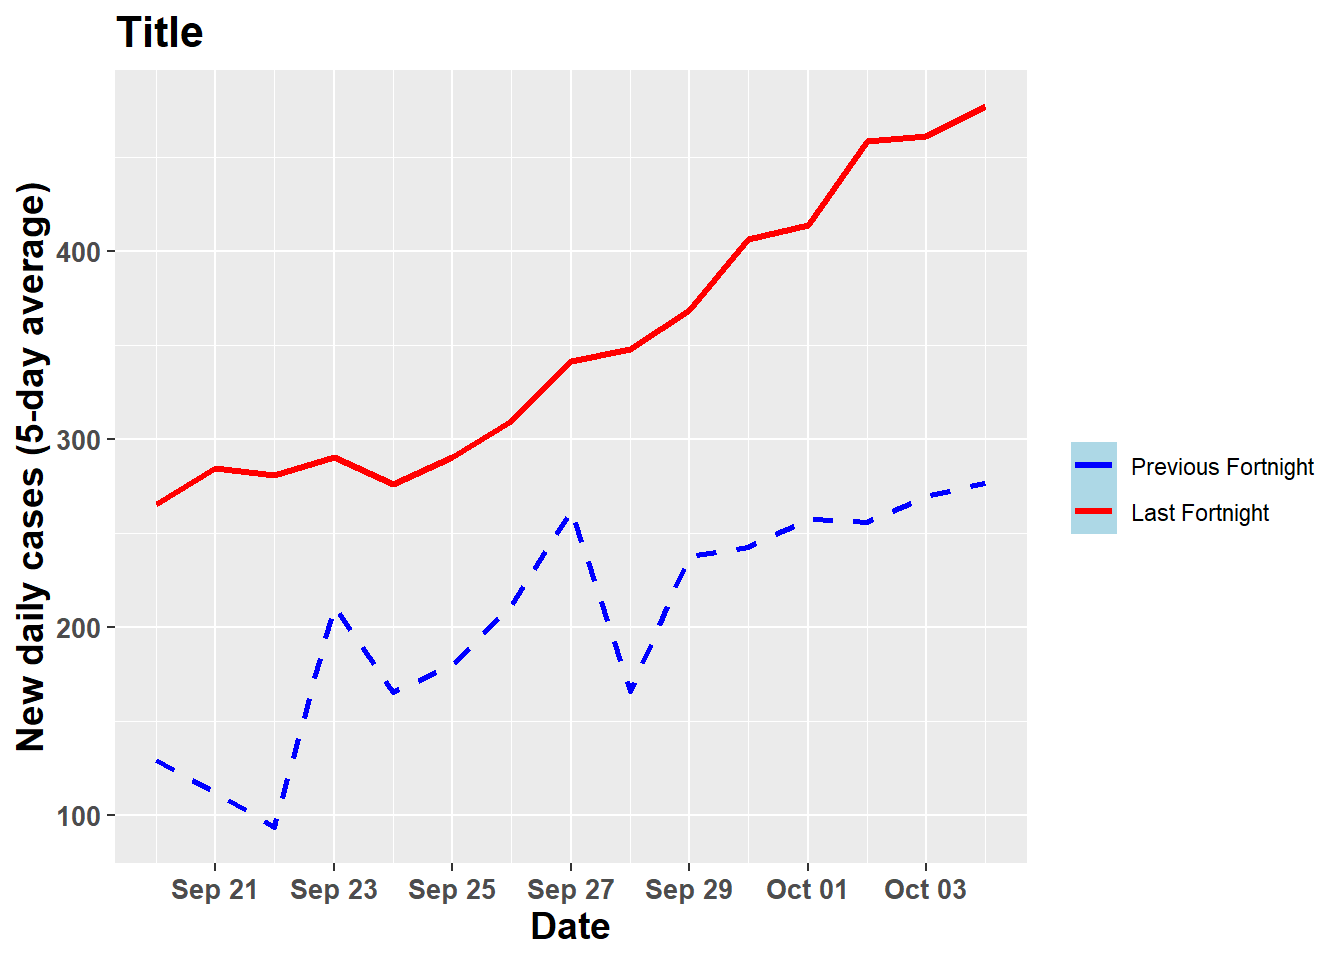 Title
New daily cases (5-day average)
400
300
200
100
Sep 21 Sep 23 Sep 25 Sep 27 Sep 29 Oct 01 Oct 03
Date
Previous Fortnight
Last Fortnight